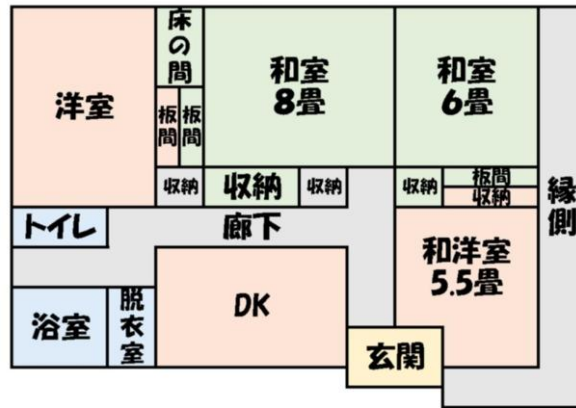 洋室
床の間
板間
板間
和室
8畳
和室
6畳
縁側
収納
収納
収納
収納
板間
収納
トイレ
廊下
和洋室
5.5畳
浴室
脱衣室
DK
玄関